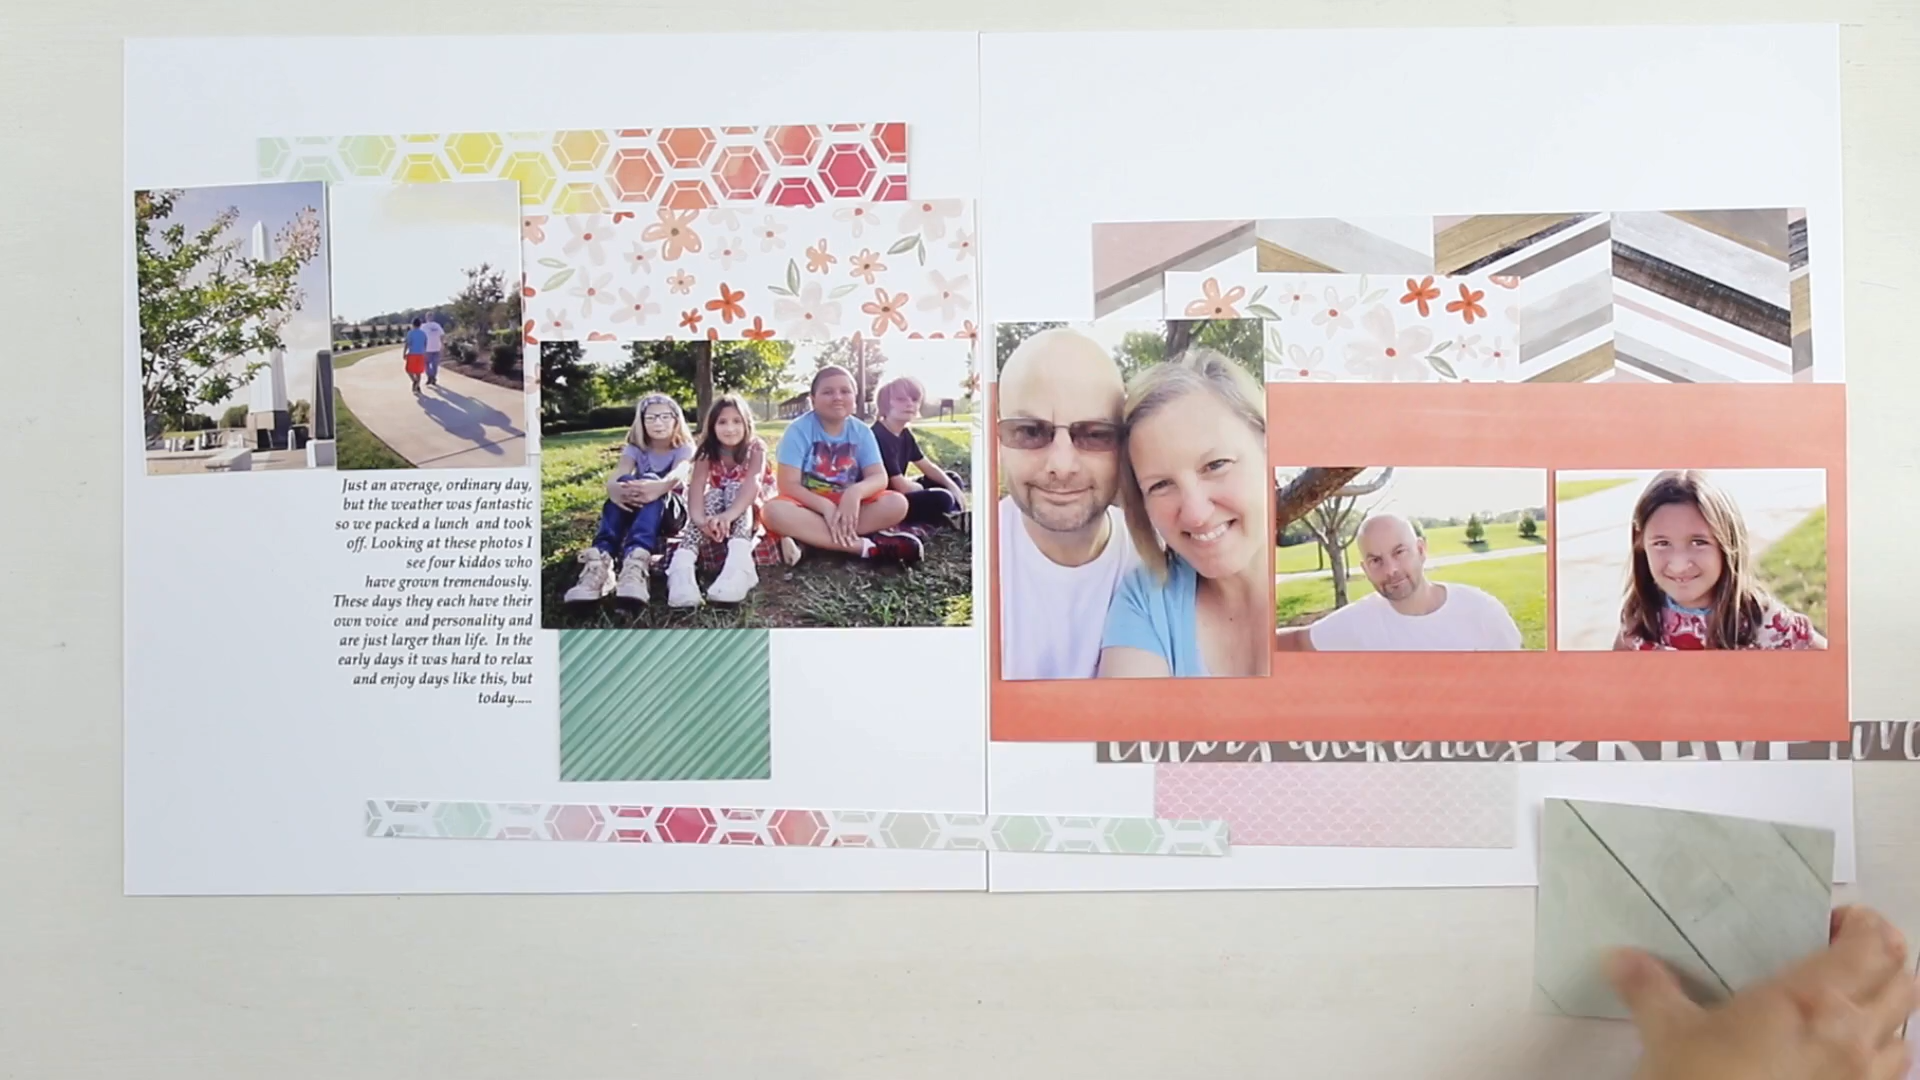 Just an average, ordinary day,
but the weather was fantastic
so we packed a lunch and took
off. Looking at these photos I
see four kiddos who
have grown tremendously.
These days they each have their
own voice and personality and
are just larger than life. In the
early days it was hard to relax
and enjoy days like this, but
today.....
BRAVE love